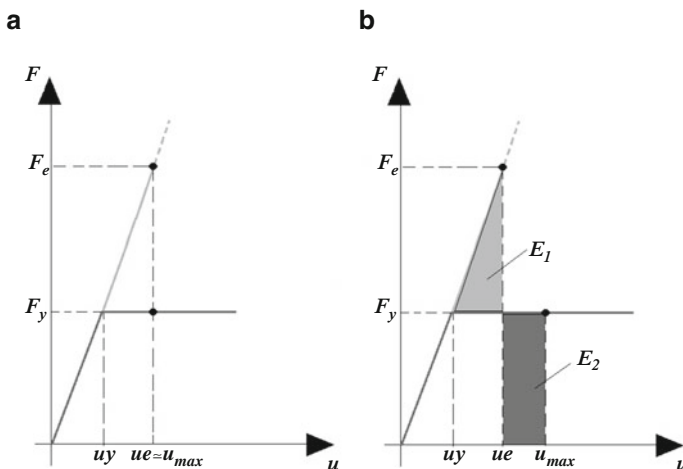 a b
F F
F_e F_e
E_1
F_y F_y
E_2
uy ue≃u_max uy ue u_max
u u